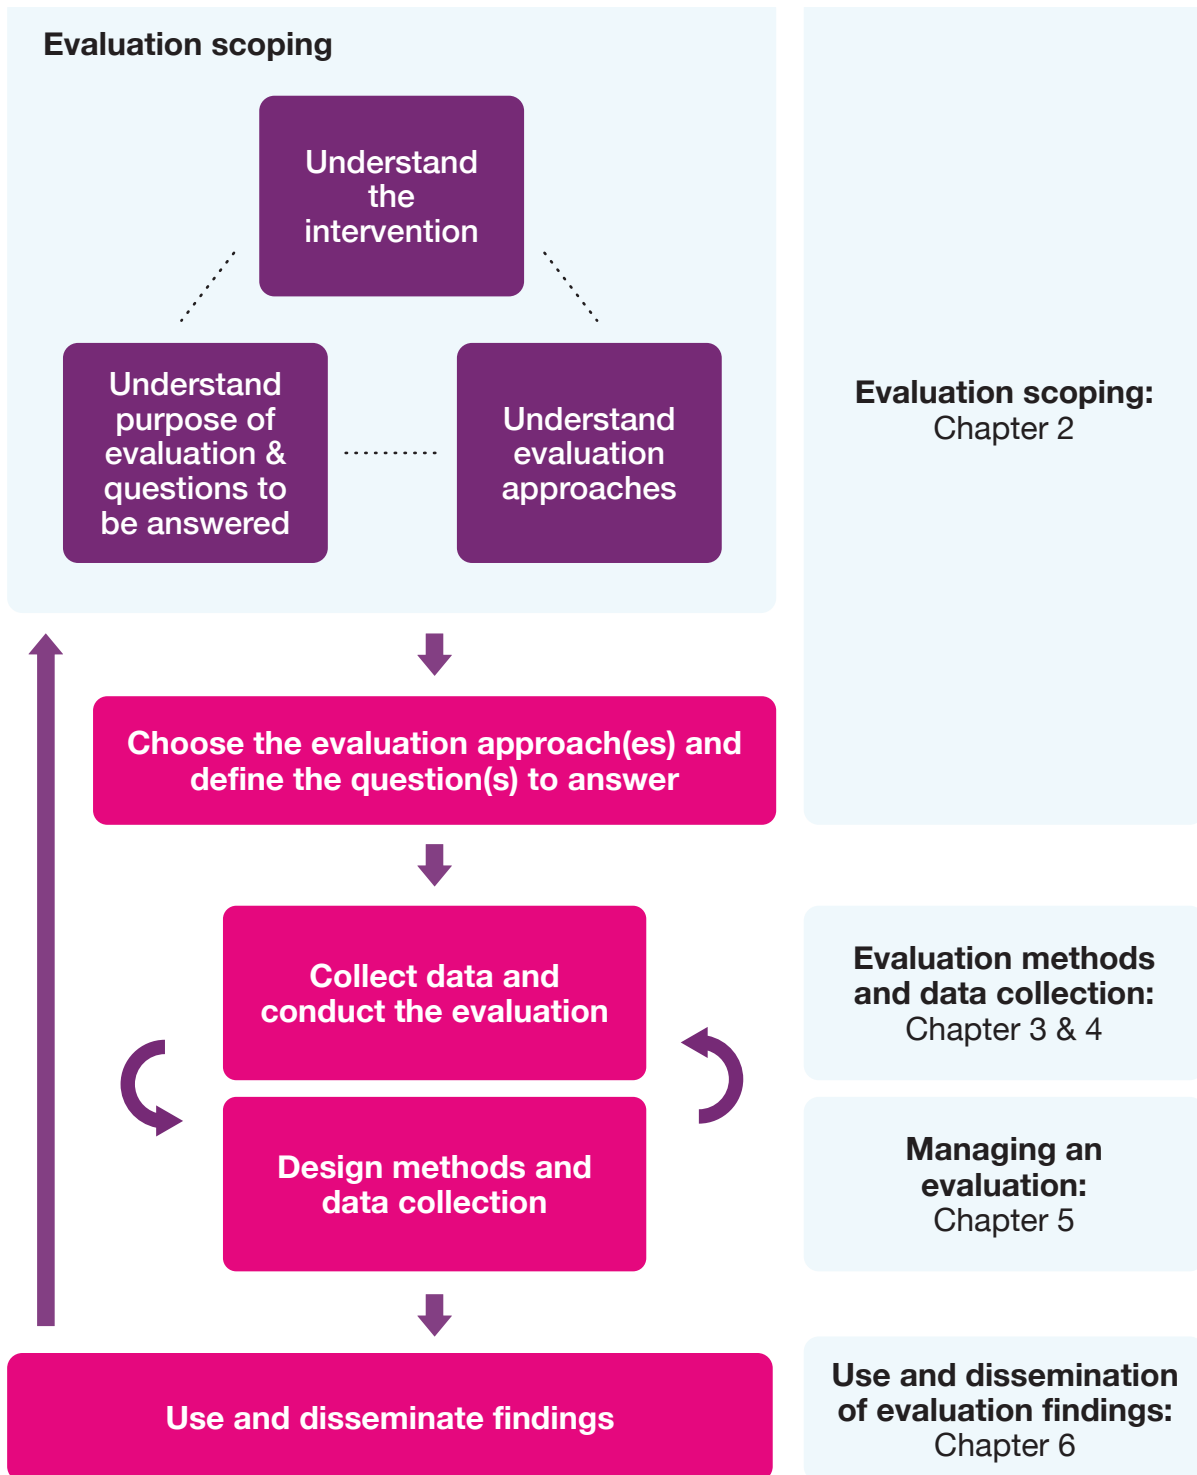 Evaluation scoping
Understand
the
intervention
Understand
purpose of
evaluation &
questions to
be answered
Understand
evaluation
approaches
Evaluation scoping:
Chapter 2
Choose the evaluation approach(es) and
define the question(s) to answer
Collect data and
conduct the evaluation
Evaluation methods
and data collection:
Chapter 3 & 4
Design methods and
data collection
Managing an
evaluation:
Chapter 5
Use and disseminate findings
Use and dissemination
of evaluation findings:
Chapter 6